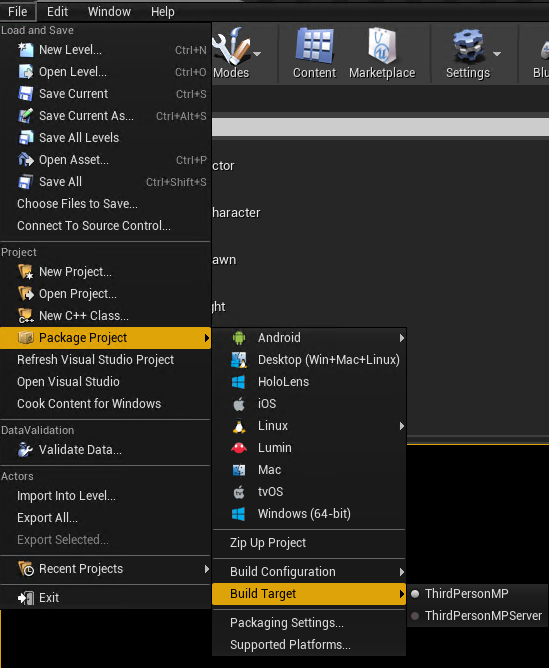 File Edit Window Help
Load and Save
New Level... Ctrl+N
Open Level... Ctrl+O
Save Current Ctrl+S
Save Current As... Ctrl+Alt+S
Save All Levels
Open Asset... Ctrl+P
Save All Ctrl+Shift+S
Choose Files to Save...
Connect To Source Control...
Project
New Project...
Open Project...
New C++ Class...
Package Project
Refresh Visual Studio Project
Open Visual Studio
Cook Content for Windows
DataValidation
Validate Data...
Actors
Import Into Level...
Export All...
Export Selected...
Recent Projects
Exit
Modes Content Marketplace Settings Blu
ctor
haracter
awn
ght
Android
Desktop (Win+Mac+Linux)
HoloLens
iOS
Linux
Lumin
Mac
tvOS
Windows (64-bit)
Zip Up Project
Build Configuration
Build Target
Packaging Settings...
Supported Platforms...
ThirdPersonMP
ThirdPersonMPServer